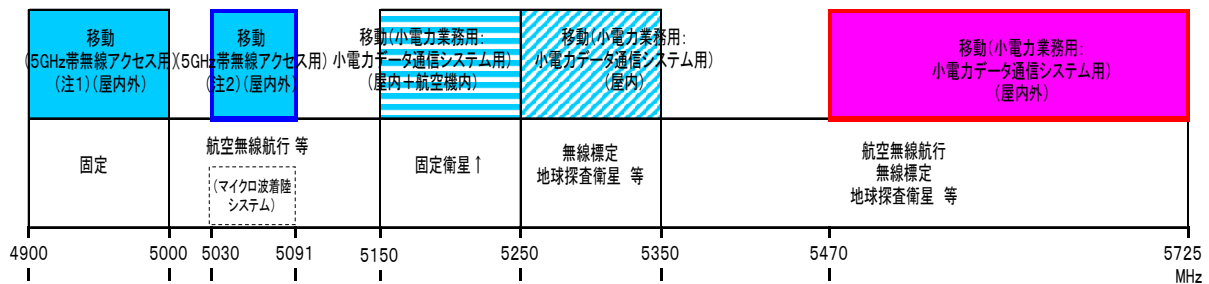 移動
(5GHz帯無線アクセス用)
(注1)(屋内外)
移動
(5GHz帯無線アクセス用)
(注2)(屋内外)
移動(小電力業務用:
小電力データ通信システム用)
(屋内+航空機内)
移動(小電力業務用:
小電力データ通信システム用)
(屋内)
移動(小電力業務用:
小電力データ通信システム用)
(屋内外)
固定
航空無線航行 等
(マイクロ波着陸
システム)
固定衛星↑
無線標定
地球探査衛星 等
航空無線航行
無線標定
地球探査衛星 等
4900 5000 5030 5091 5150 5250 5350 5470 5725
MHz